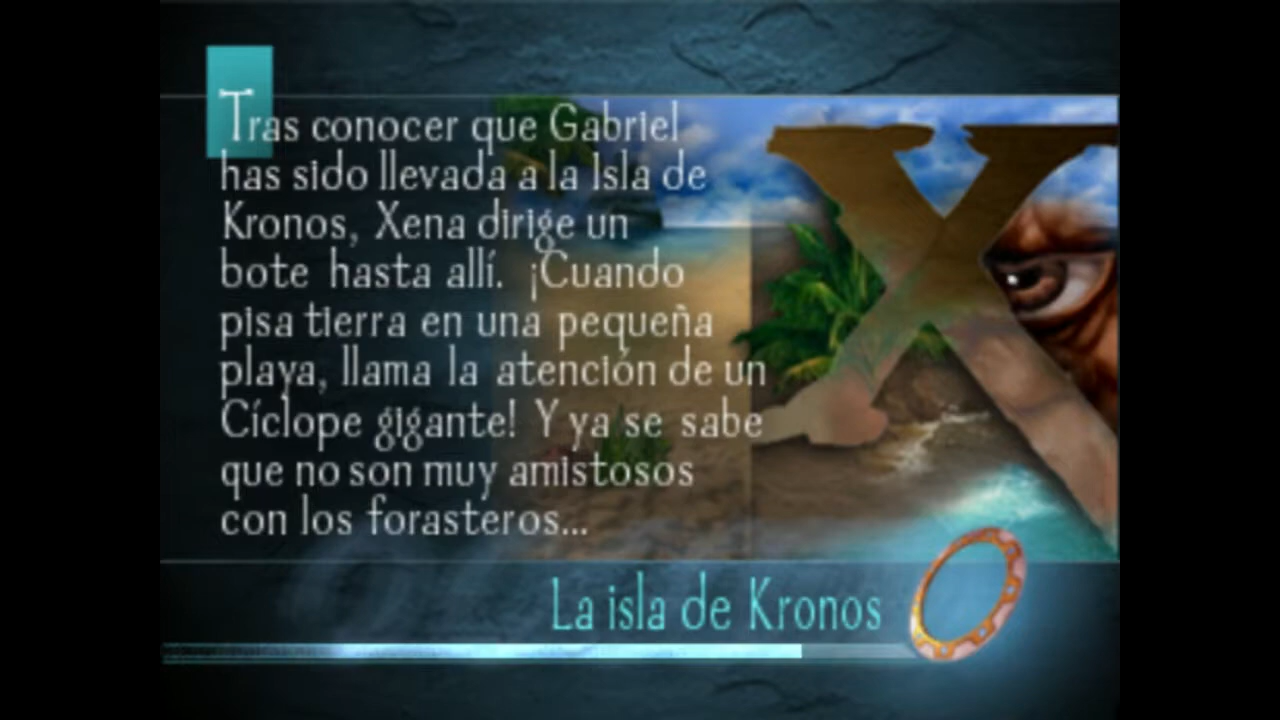 Tras conocer que Gabriel
has sido llevada a la Isla de
Kronos, Xena dirige un
bote hasta allí. ¡Cuando
pisa tierra en una pequeña
playa, llama la atención de un
Cíclope gigante! Y ya se sabe
que no son muy amistosos
con los forasteros...
La isla de Kronos